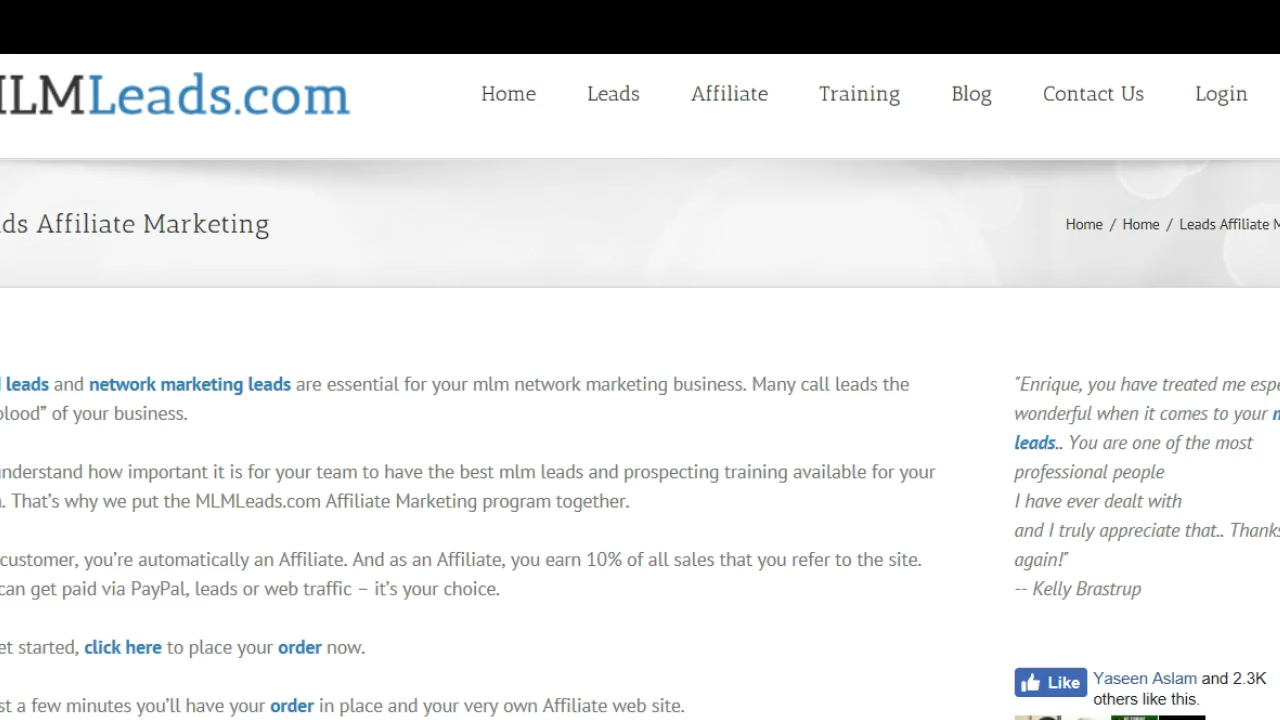 MLMLeads.com
Home Leads Affiliate Training Blog Contact Us Login
ds Affiliate Marketing
Home / Home / Leads Affiliate M
leads and network marketing leads are essential for your mlm network marketing business. Many call leads the
blood” of your business.
nderstand how important it is for your team to have the best mlm leads and prospecting training available for your
. That’s why we put the MLMLeads.com Affiliate Marketing program together.
customer, you’re automatically an Affiliate. And as an Affiliate, you earn 10% of all sales that you refer to the site.
can get paid via PayPal, leads or web traffic – it’s your choice.
et started, click here to place your order now.
st a few minutes you’ll have your order in place and your very own Affiliate web site.
"Enrique, you have treated me espe
wonderful when it comes to your m
leads.. You are one of the most
professional people
I have ever dealt with
and I truly appreciate that.. Thanks
again!"
-- Kelly Brastrup
Like Yaseen Aslam and 2.3K
others like this.